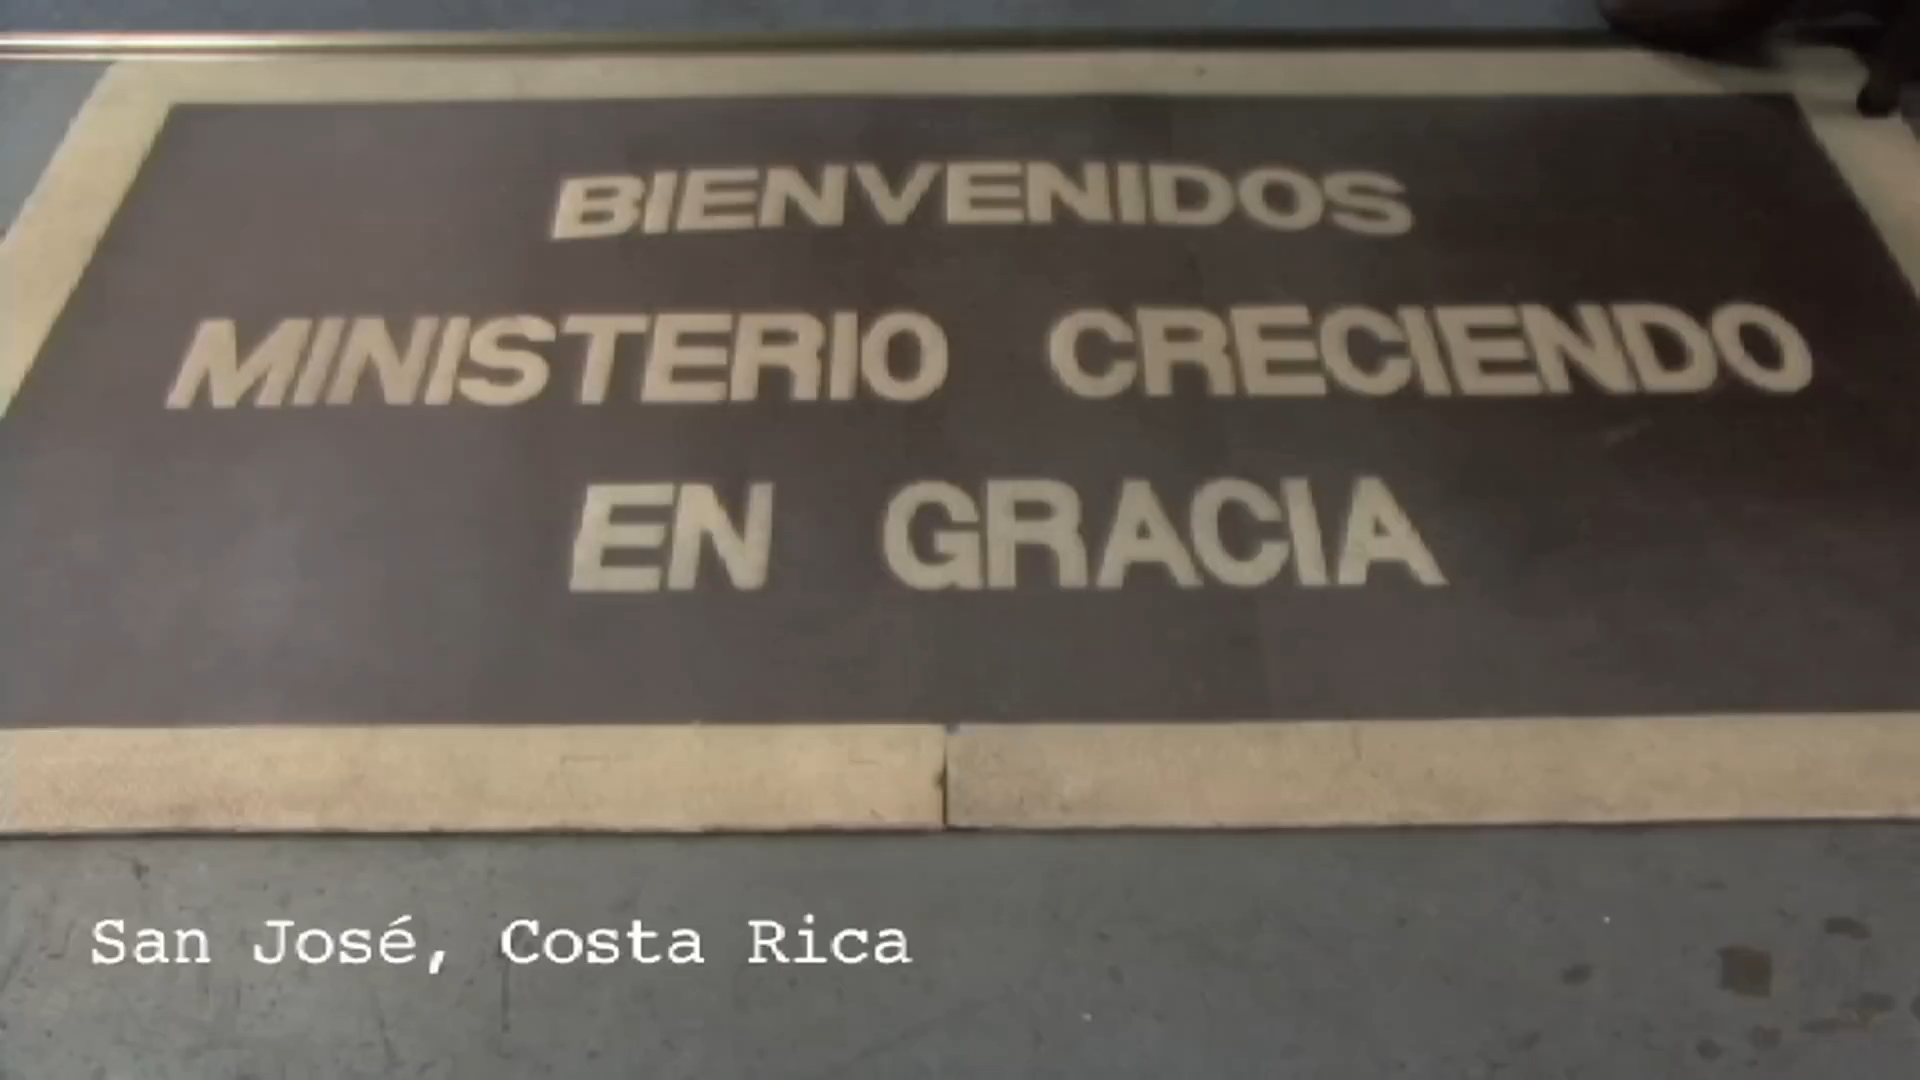 BIENVENIDOS
MINISTERIO CRECIENDO
EN GRACIA
San José, Costa Rica